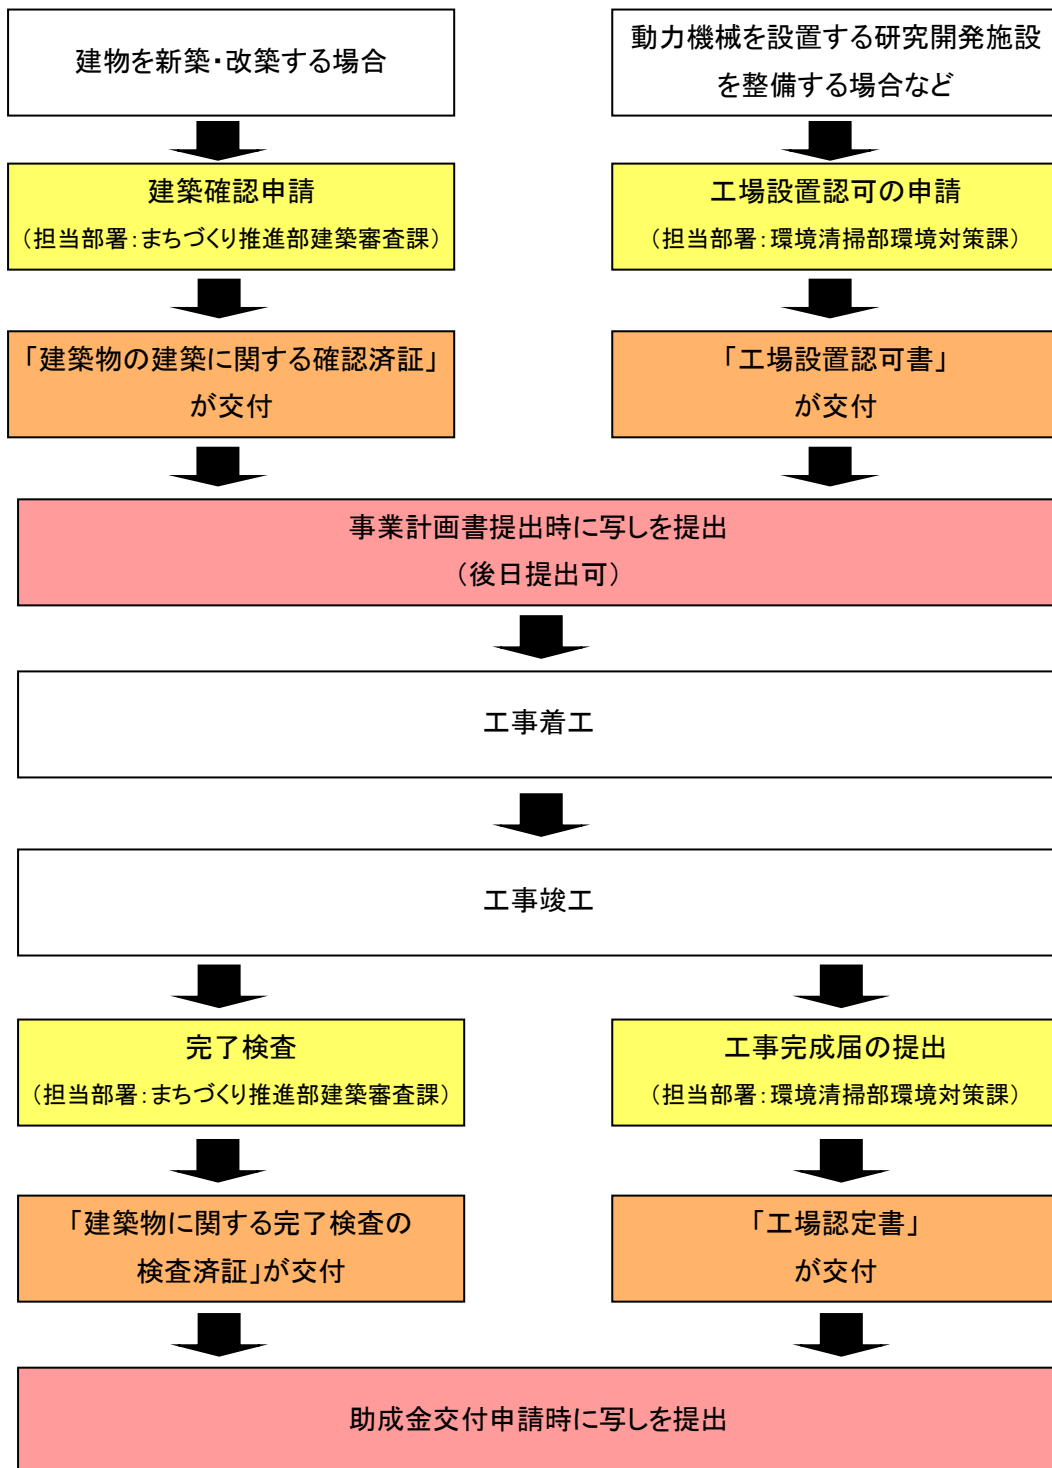 建物を新築・改築する場合
動力機械を設置する研究開発施設
を整備する場合など
建築確認申請
（担当部署：まちづくり推進部建築審査課）
工場設置認可の申請
（担当部署：環境清掃部環境対策課）
「建築物の建築に関する確認済証」
が交付
「工場設置認可書」
が交付
事業計画書提出時に写しを提出
（後日提出可）
工事着工
工事竣工
完了検査
（担当部署：まちづくり推進部建築審査課）
工事完成届の提出
（担当部署：環境清掃部環境対策課）
「建築物に関する完了検査の
検査済証」が交付
「工場認定書」
が交付
助成金交付申請時に写しを提出